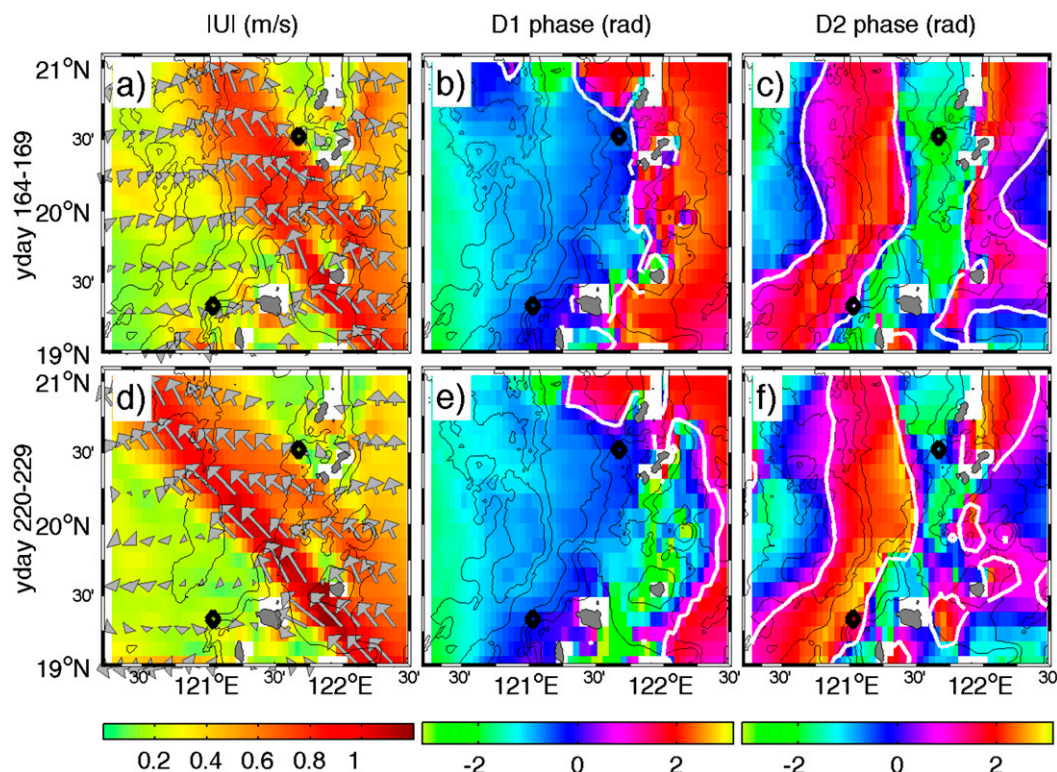 |U| (m/s) D1 phase (rad) D2 phase (rad)
21°N a) b) c)
30'
yday 164-169
20°N
30'
19°N
21°N d) e) f)
30'
yday 220-229
20°N
30'
19°N
30' 121°E 30' 122°E 30' 30' 121°E 30' 122°E 30' 30' 121°E 30' 122°E 30'
0.2 0.4 0.6 0.8 1 -2 0 2 -2 0 2